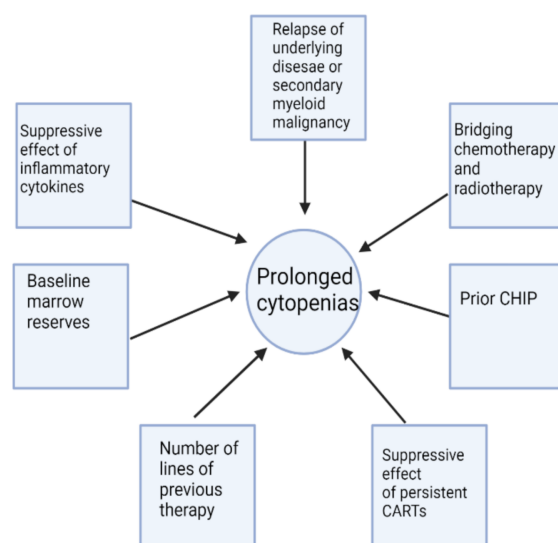 Relapse of
underlying
disesae or
secondary
myeloid
malignancy
Suppressive
effect of
inflammatory
cytokines
Bridging
chemotherapy
and
radiotherapy
Prolonged
cytopenias
Baseline
marrow
reserves
Prior CHIP
Number of
lines of
previous
therapy
Suppressive
effect
of persistent
CARTs